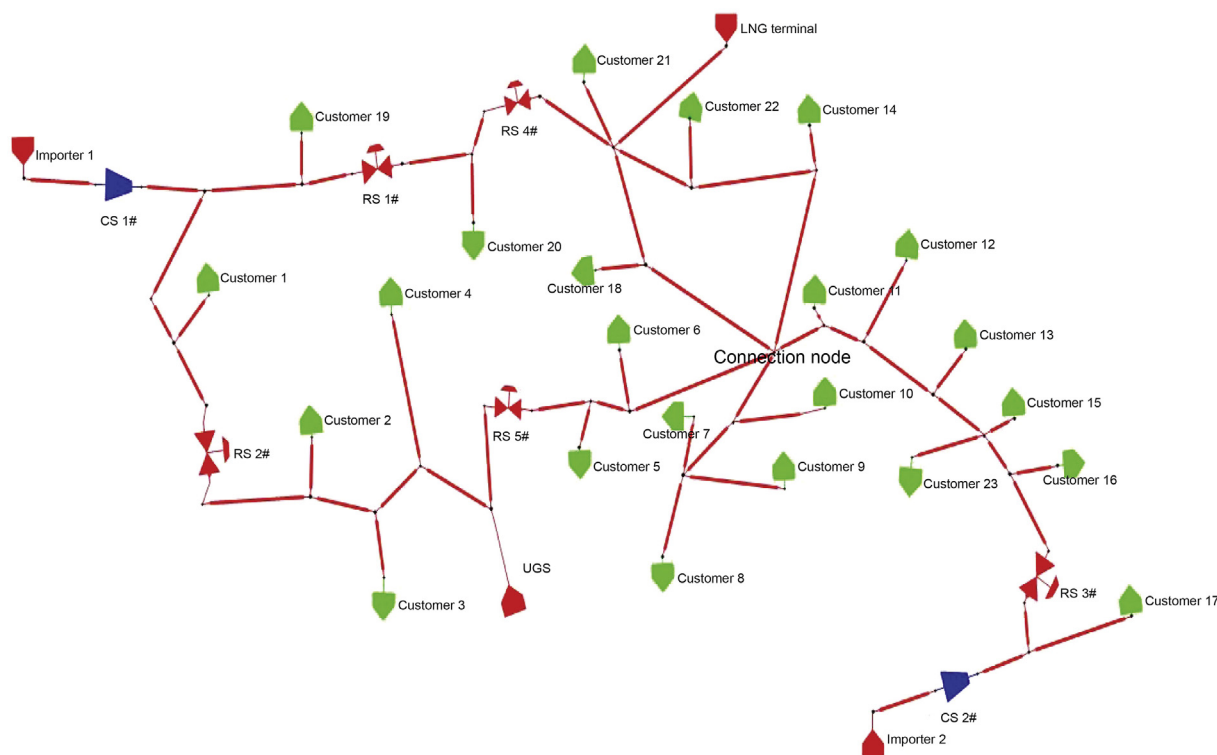 LNG terminal
Customer 21
Customer 22
Customer 14
Customer 19
RS 4#
Importer 1
RS 1#
CS 1#
Customer 20
Customer 12
Customer 1
Customer 18
Customer 4
Customer 11
Customer 6
Customer 13
Connection node
Customer 10
Customer 15
Customer 2
Customer 7
RS 5#
RS 2#
Customer 5
Customer 9
Customer 23
Customer 16
UGS
Customer 8
RS 3#
Customer 3
Customer 17
CS 2#
Importer 2